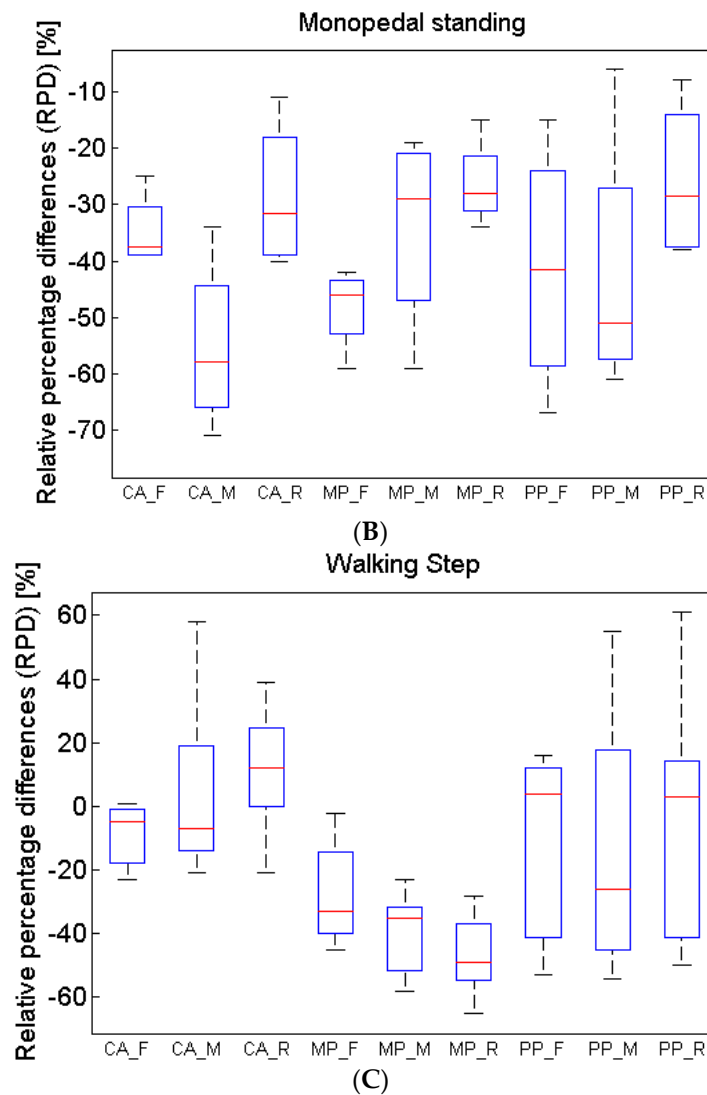 Monopedal standing
Relative percentage differences (RPD) [%]
-10
-20
-30
-40
-50
-60
-70
CA_F CA_M CA_R MP_F MP_M MP_R PP_F PP_M PP_R
(B)
Walking Step
Relative percentage differences (RPD) [%]
60
40
20
0
-20
-40
-60
CA_F CA_M CA_R MP_F MP_M MP_R PP_F PP_M PP_R
(C)